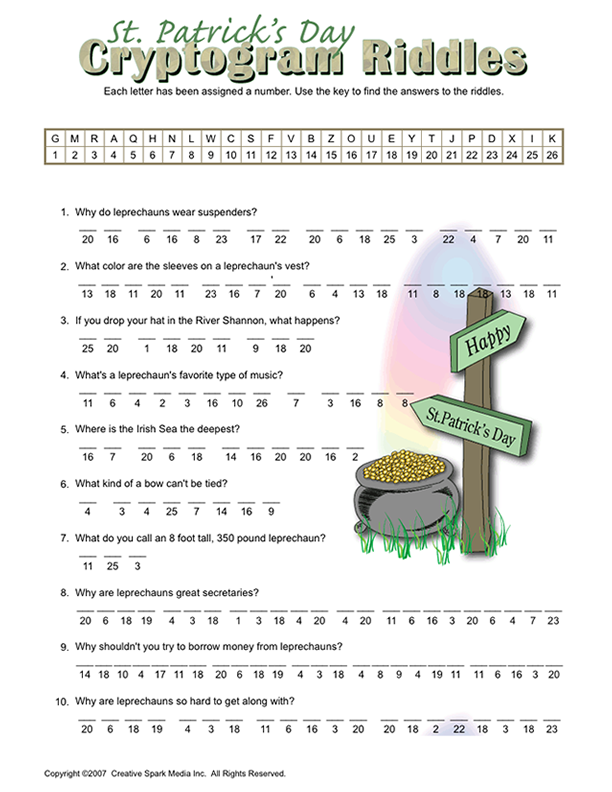 St. Patrick's Day
Cryptogram Riddles
Each letter has been assigned a number. Use the key to find the answers to the riddles.
G M R A Q H N L W C S F V B Z O U E Y T J P D X I K
1 2 3 4 5 6 7 8 9 10 11 12 13 14 15 16 17 18 19 20 21 22 23 24 25 26
1. Why do leprechauns wear suspenders?
20 16 6 16 8 23 17 22 20 6 18 25 3 22 4 7 20 11
2. What color are the sleeves on a leprechaun's vest?
13 18 11 20 11 23 16 7 ' 20 6 4 13 18 11 8 18 18 13 18 11
3. If you drop your hat in the River Shannon, what happens?
25 20 1 18 20 11 9 18 20
Happy
4. What's a leprechaun's favorite type of music?
11 6 4 2 3 16 10 26 7 3 16 8 8
St.Patrick's Day
5. Where is the Irish Sea the deepest?
16 7 20 6 18 14 16 20 20 16 2
6. What kind of a bow can't be tied?
4 3 4 25 7 14 16 9
7. What do you call an 8 foot tall, 350 pound leprechaun?
11 25 3
8. Why are leprechauns great secretaries?
20 6 18 19 4 3 18 1 3 18 4 20 4 20 11 6 16 3 20 6 4 7 23
9. Why shouldn't you try to borrow money from leprechauns?
14 18 10 4 17 11 18 20 6 18 19 3 18 4 8 9 4 19 11 11 6 16 3 20
10. Why are leprechauns so hard to get along with?
20 6 18 19 4 3 18 11 6 16 3 20 20 18 2 22 18 3 18 23
Copyright ©2007 Creative Spark Media Inc. All Rights Reserved.